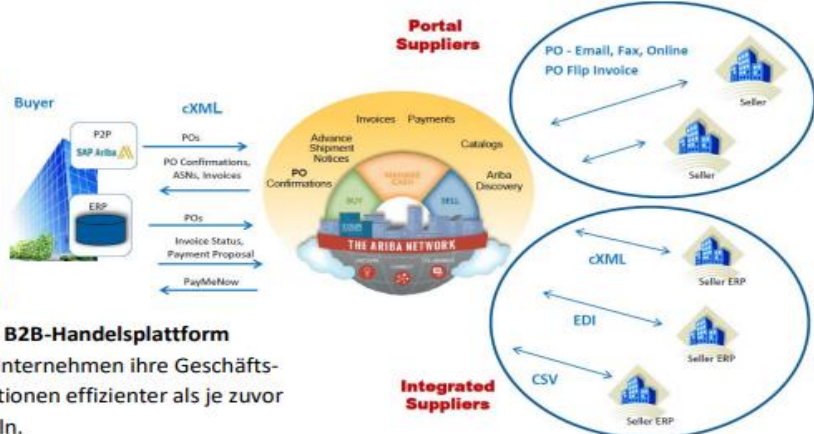 Portal
Suppliers
PO - Email, Fax, Online
PO Flip Invoice
Seller
Seller
Buyer
cXML
P2P
SAP Ariba
POs
PO Confirmations,
ASNs, Invoices
ERP
POs
Invoice Status,
Payment Proposal
PayMeNow
Invoices
Payments
Advance
Shipment
Notices
Catalogs
PO
Confirmations
Ariba
Discovery
BUY
MANAGE
CASH
SELL
THE ARIBA NETWORK
cXML
Seller ERP
EDI
Seller ERP
CSV
Seller ERP
Integrated
Suppliers
B2B-Handelsplattform
nternehmen ihre Geschäfts-
tionen effizienter als je zuvor
ln.